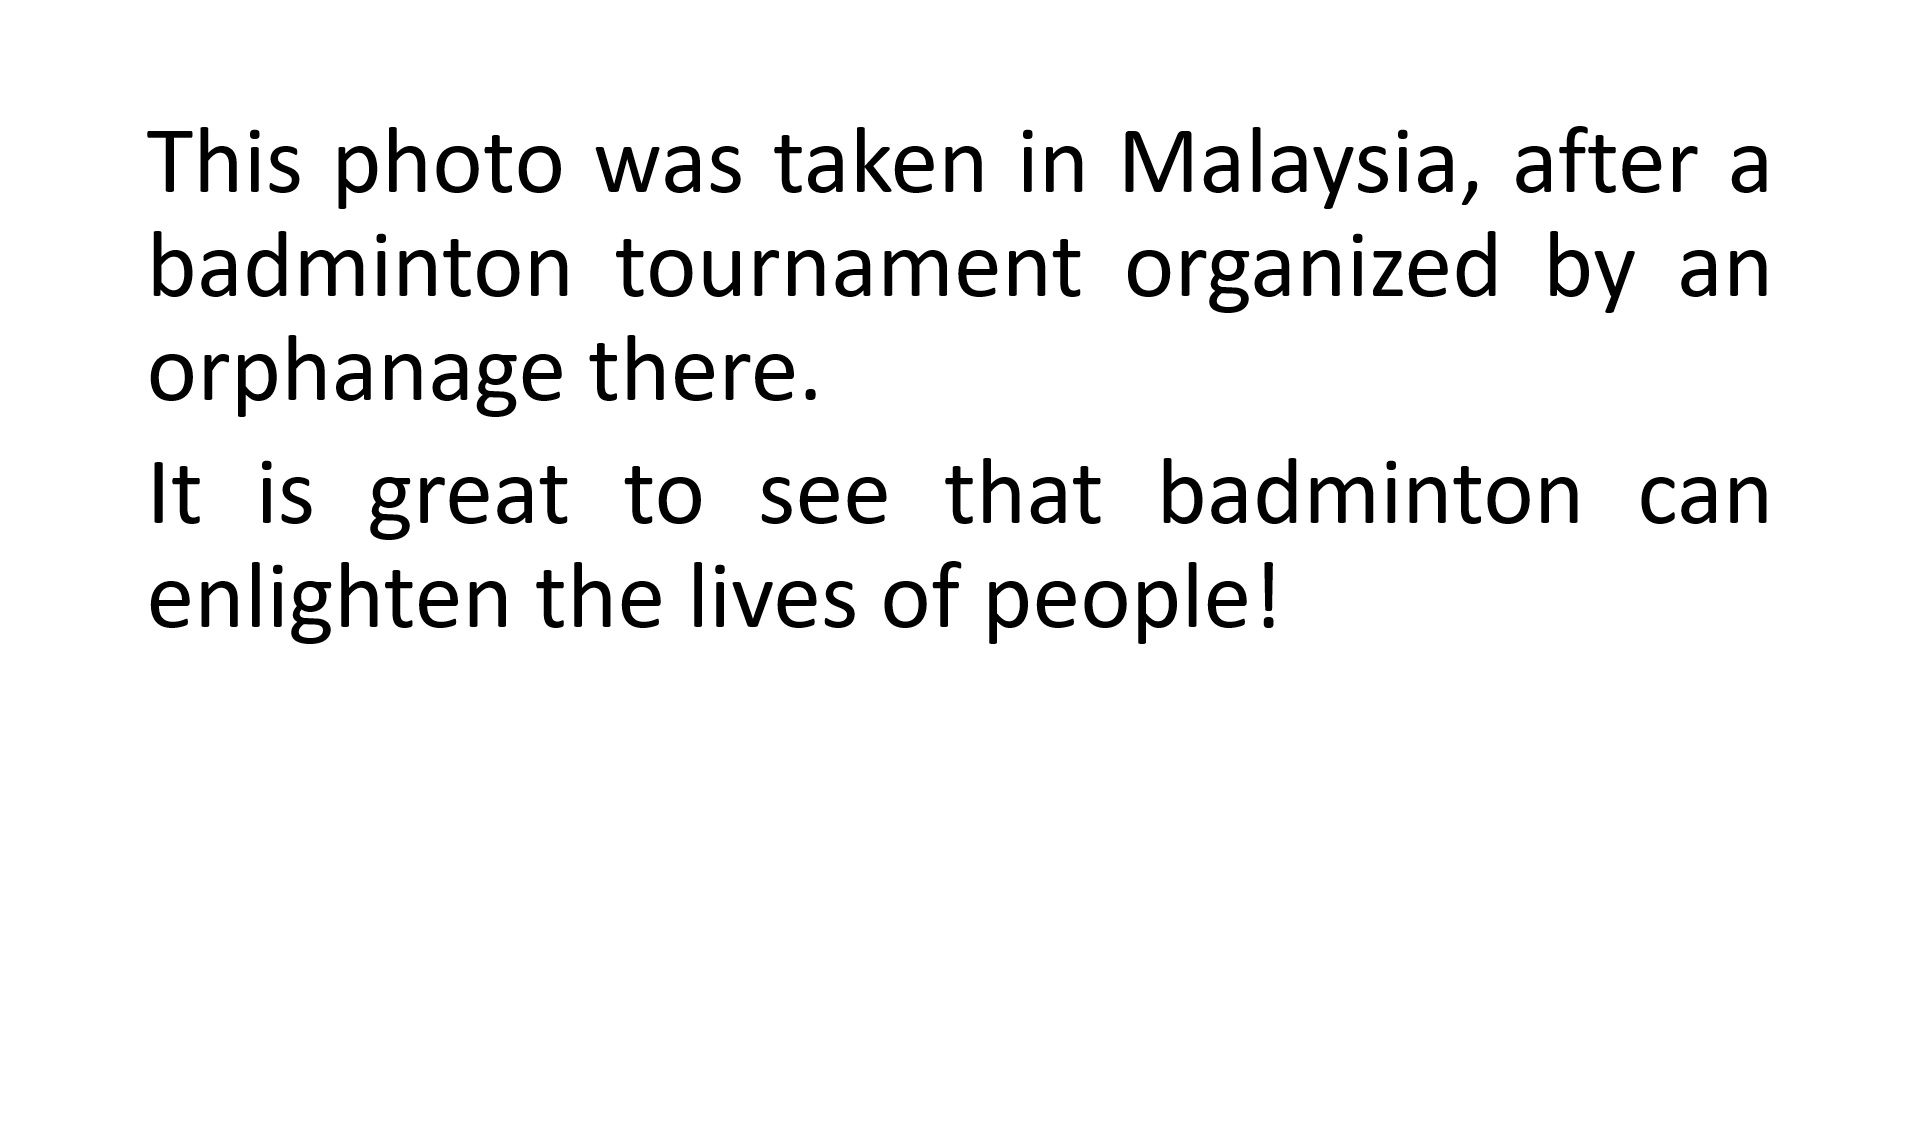 This photo was taken in Malaysia, after a
badminton tournament organized by an
orphanage there.
It is great to see that badminton can
enlighten the lives of people!